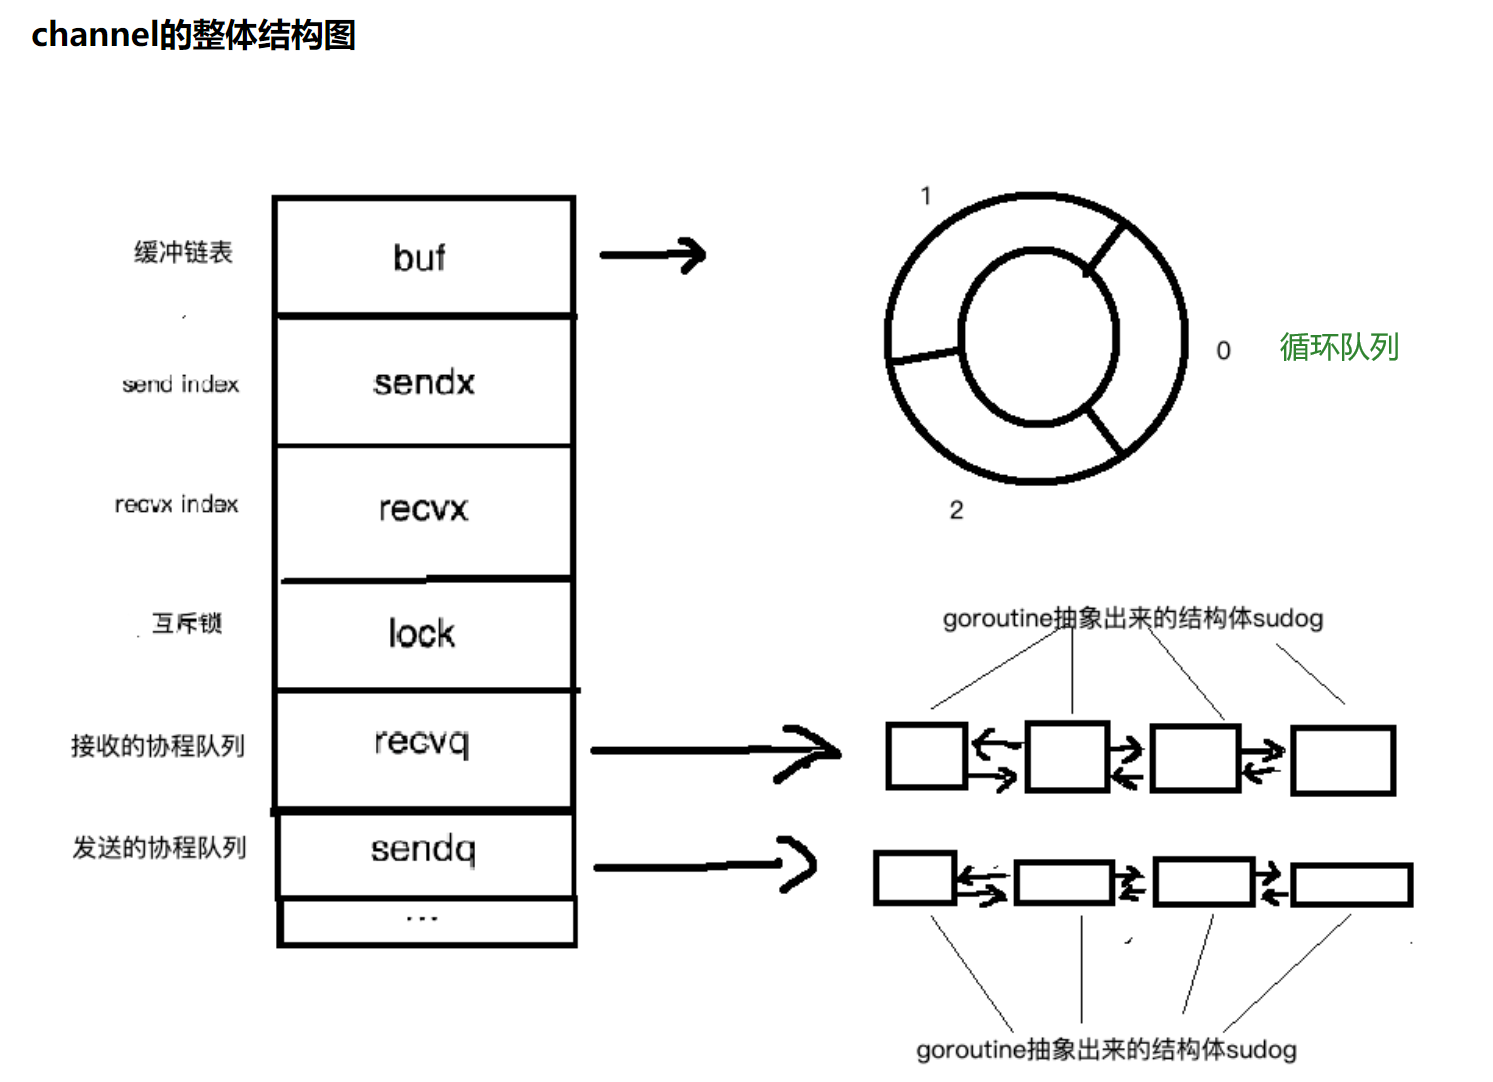 channel的整体结构图
缓冲链表
buf
send index
sendx
recvx index
recvx
互斥锁
lock
接收的协程队列
recvq
发送的协程队列
sendq
...
1
0
循环队列
2
goroutine抽象出来的结构体sudog
goroutine抽象出来的结构体sudog